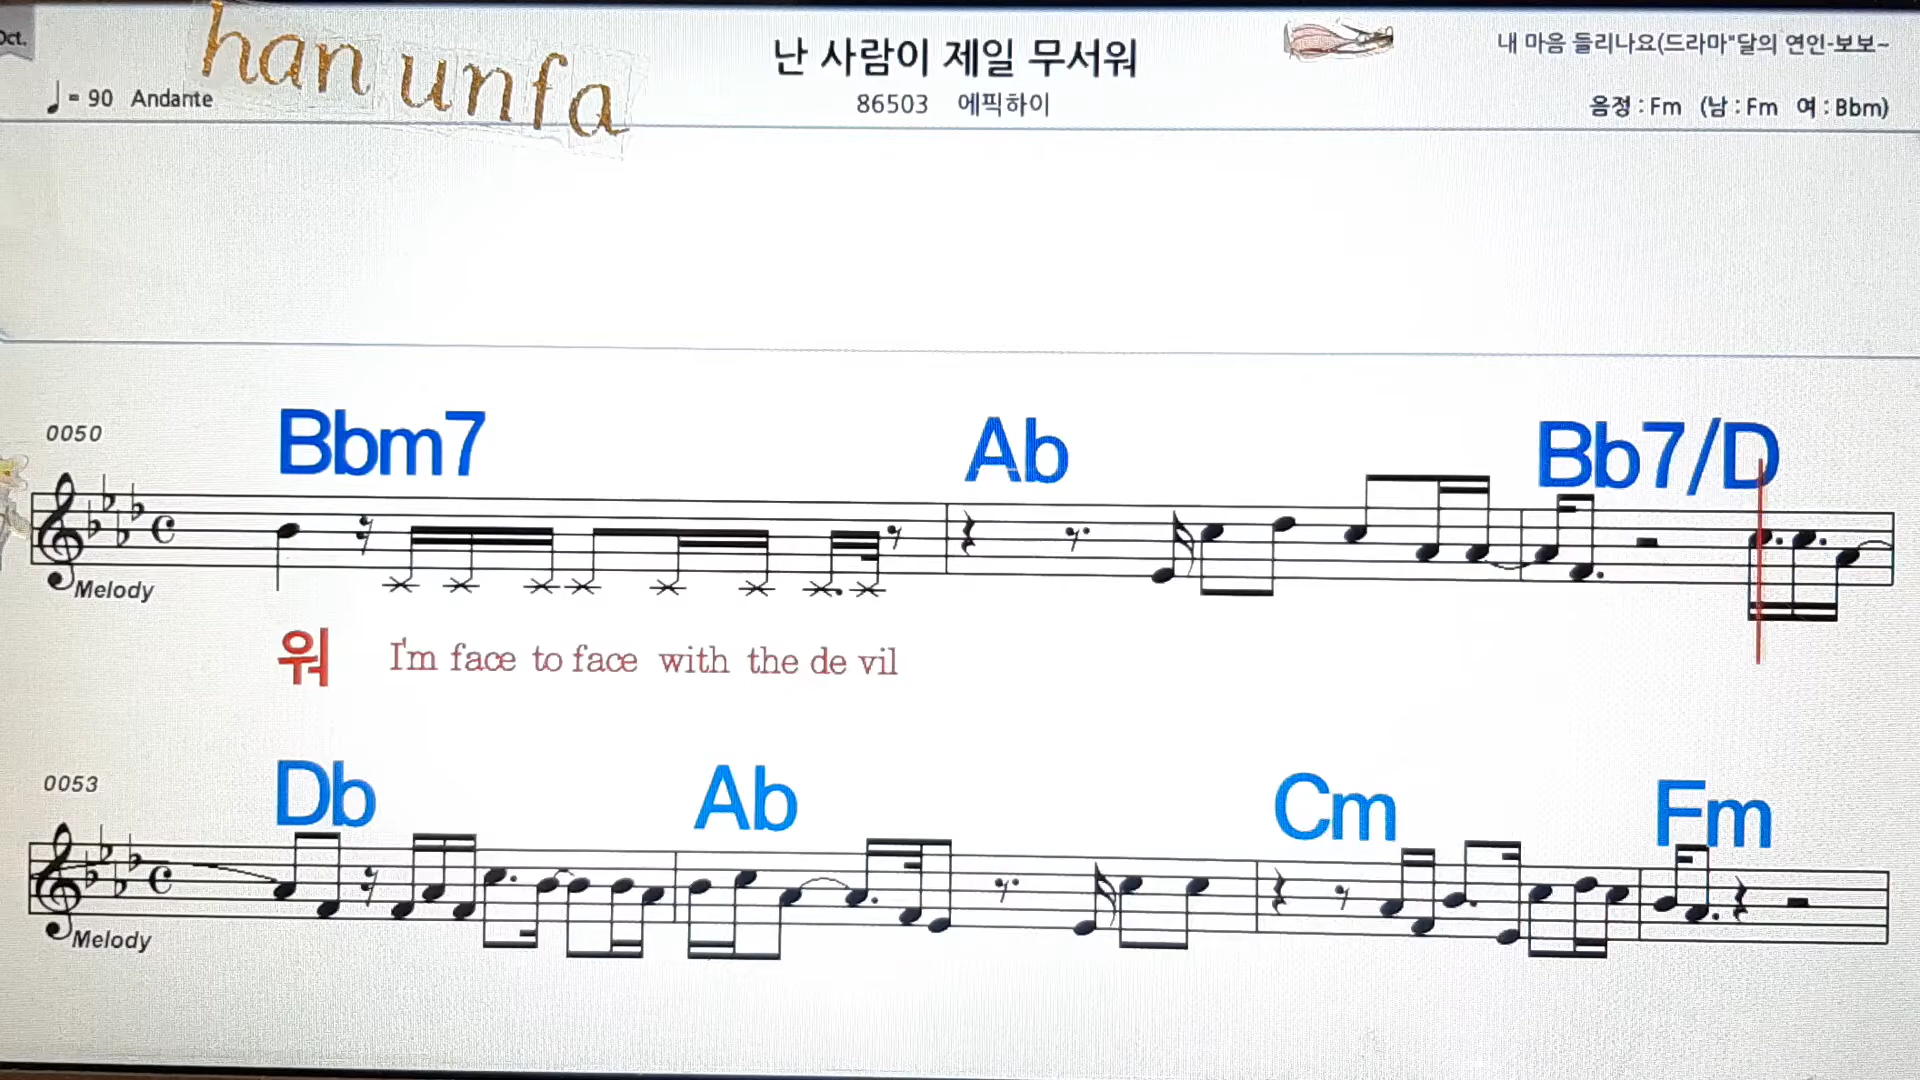 Oct.
han unfa
난 사람이 제일 무서워
내 마음 들리나요(드라마"달의 연인-보보~
= 90 Andante
86503 에픽하이
음정 : Fm (남 : Fm 여 : Bbm)
0050
Bbm7 Ab Bb7/D
Melody
워 I'm face to face with the de vil
0053
Db Ab Cm Fm
Melody